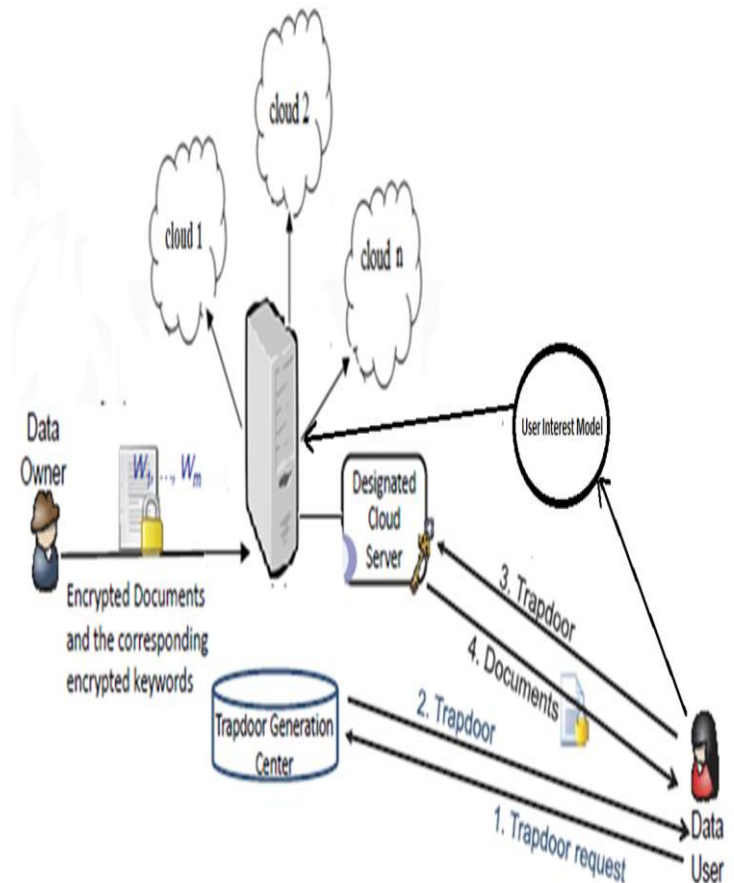 cloud 2
cloud 1
cloud n
User Interest Model
Data
Owner
W₁, ..., Wₘ
Designated
Cloud
Server
Encrypted Documents
and the corresponding
encrypted keywords
3. Trapdoor
4. Documents
Trapdoor Generation
Center
2. Trapdoor
1. Trapdoor request
Data
User